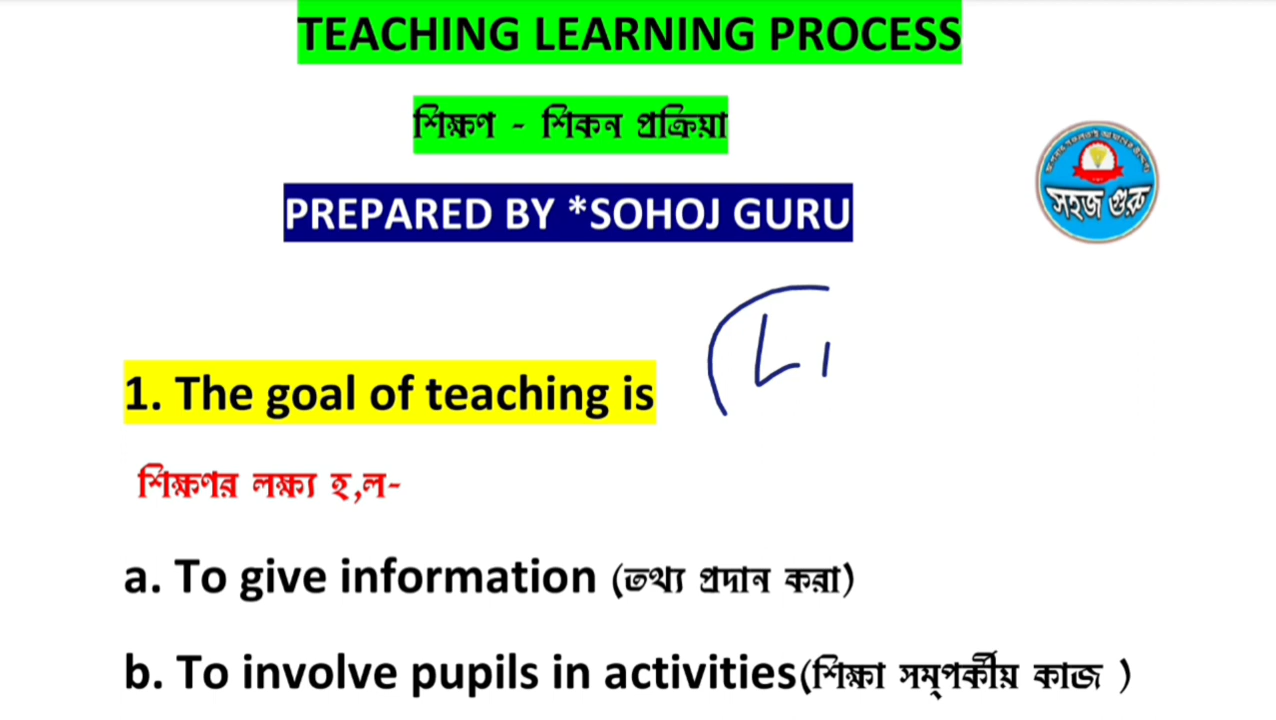 TEACHING LEARNING PROCESS
শিক্ষণ - শিকন প্রক্রিয়া
PREPARED BY *SOHOJ GURU
সহজ গুরু
1. The goal of teaching is
শিক্ষণর লক্ষ্য হ,ল-
a. To give information (তথ্য প্রদান করা)
b. To involve pupils in activities(শিক্ষা সম্পর্কীয় কাজ )